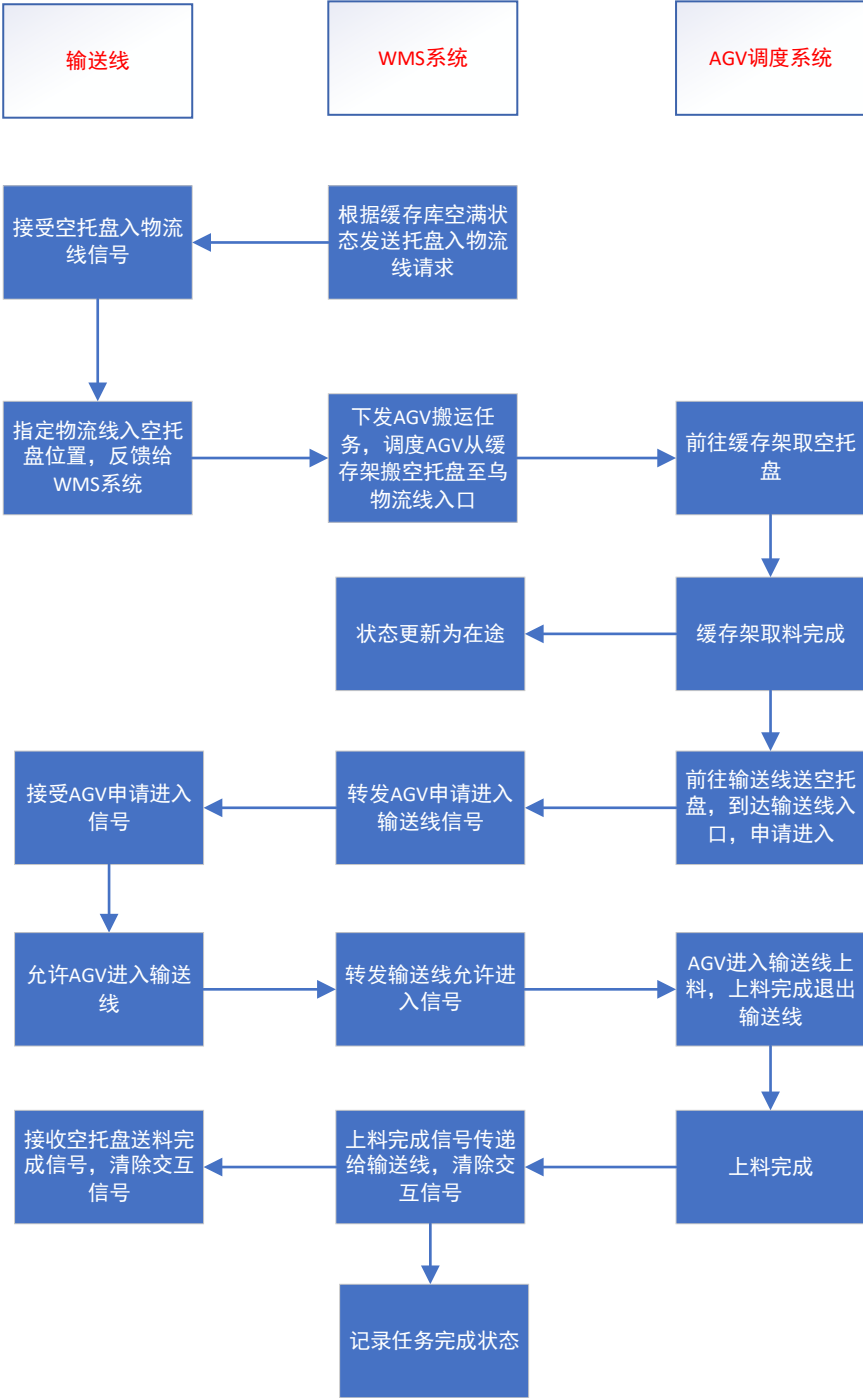 输送线
WMS系统
AGV调度系统
接受空托盘入物流
线信号
根据缓存库空满状
态发送托盘入物流
线请求
指定物流线入空托
盘位置，反馈给
WMS系统
下发AGV搬运任
务，调度AGV从缓
存架搬空托盘至乌
物流线入口
前往缓存架取空托
盘
状态更新为在途
缓存架取料完成
接受AGV申请进入
信号
转发AGV申请进入
输送线信号
前往输送线送空托
盘，到达输送线入
口，申请进入
允许AGV进入输送
线
转发输送线允许进
入信号
AGV进入输送线上
料，上料完成退出
输送线
接收空托盘送料完
成信号，清除交互
信号
上料完成信号传递
给输送线，清除交
互信号
上料完成
记录任务完成状态